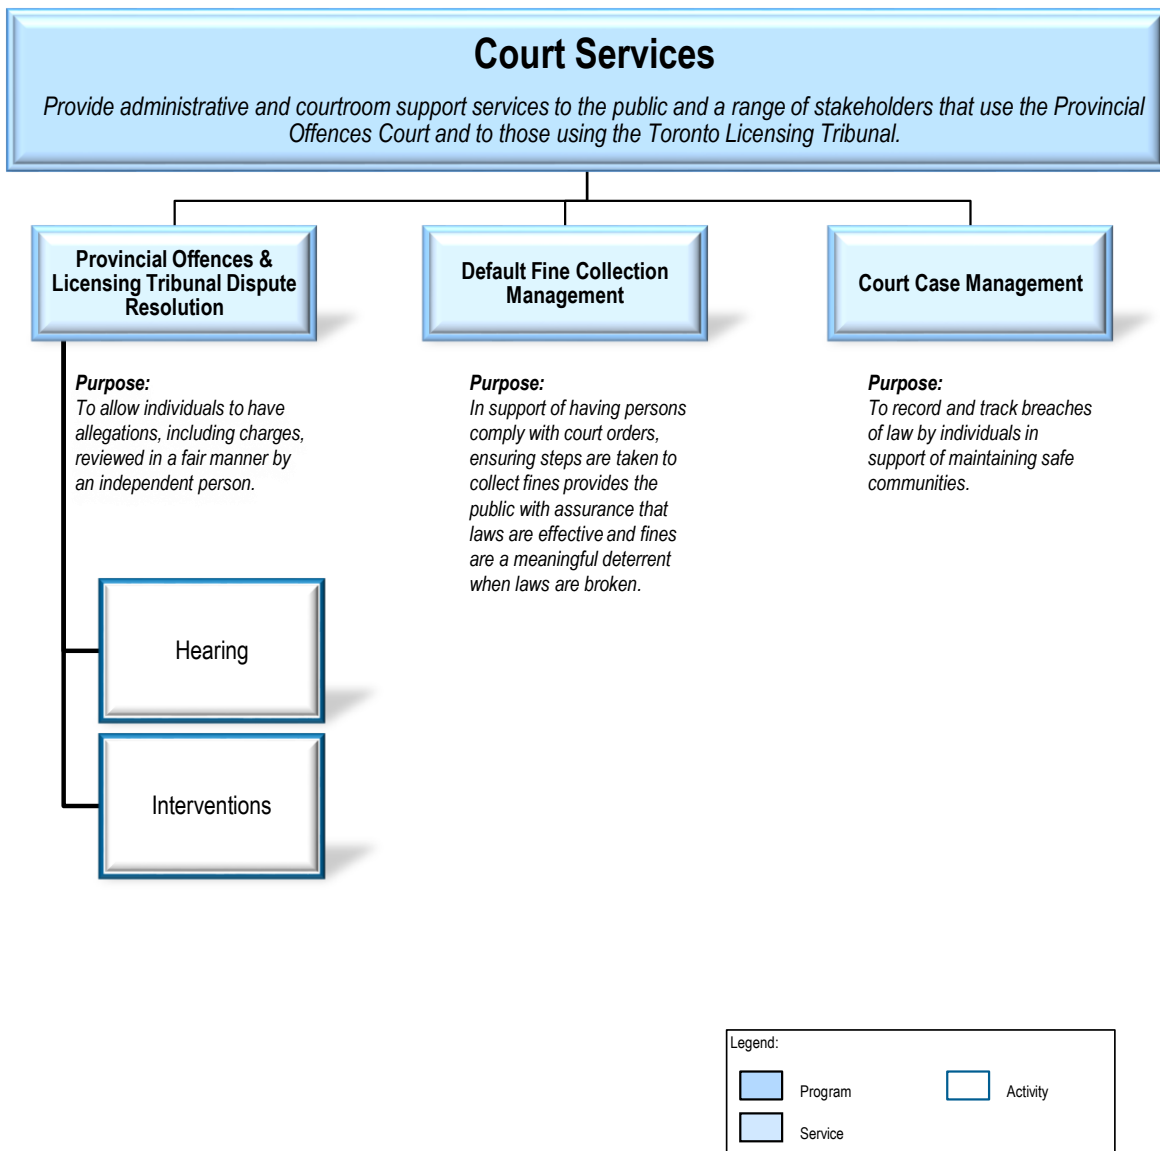 Court Services
Provide administrative and courtroom support services to the public and a range of stakeholders that use the Provincial
Offences Court and to those using the Toronto Licensing Tribunal.
Provincial Offences &
Licensing Tribunal Dispute
Resolution
Default Fine Collection
Management
Court Case Management
Purpose:
To allow individuals to have
allegations, including charges,
reviewed in a fair manner by
an independent person.
Purpose:
In support of having persons
comply with court orders,
ensuring steps are taken to
collect fines provides the
public with assurance that
laws are effective and fines
are a meaningful deterrent
when laws are broken.
Purpose:
To record and track breaches
of law by individuals in
support of maintaining safe
communities.
Hearing
Interventions
Legend:
Program
Activity
Service